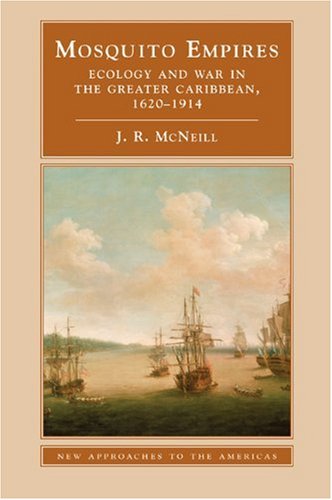 MOSQUITO EMPIRES
ECOLOGY AND WAR IN
THE GREATER CARIBBEAN,
1620–1914
J. R. MCNEILL
NEW APPROACHES TO THE AMERICAS